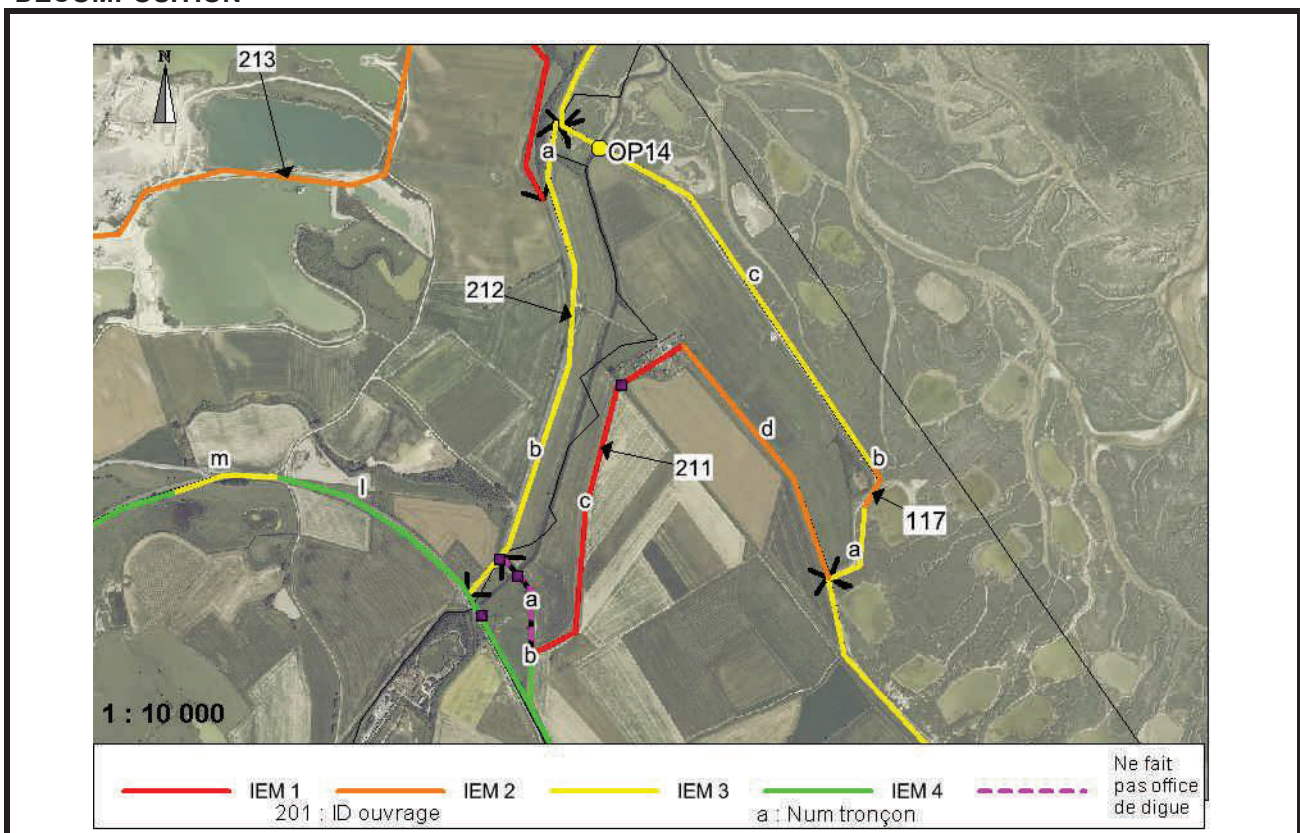 DECOMPOSITION
N
213
a
OP14
c
212
b
d
m
l
211
c
b
117
a
a
b
1 : 10 000
IEM 1
IEM 2
IEM 3
IEM 4
Ne fait
pas office
de digue
201 : ID ouvrage
a : Num tronçon